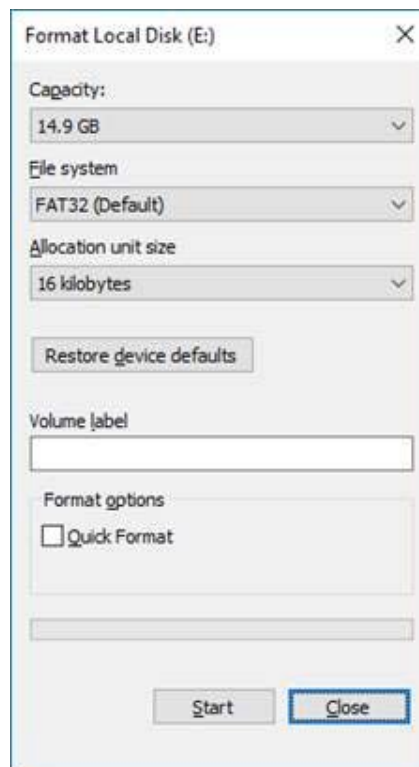 Format Local Disk (E:)
Capacity:
14.9 GB
File system
FAT32 (Default)
Allocation unit size
16 kilobytes
Restore device defaults
Volume label
Format options
Quick Format
Start
Close